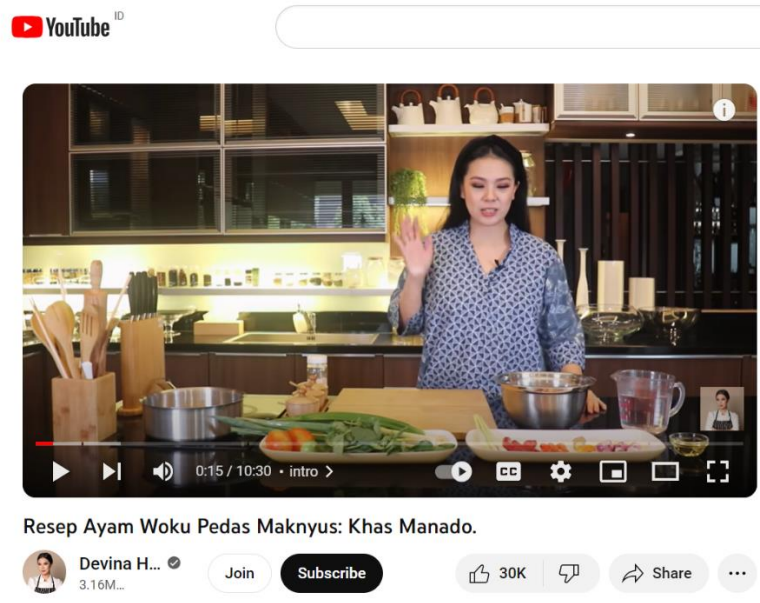 YouTube ID
i
0:15 / 10:30 • intro >
CC
Resep Ayam Woku Pedas Maknyus: Khas Manado.
Devina H...
3.16M...
Join
Subscribe
30K
Share
...